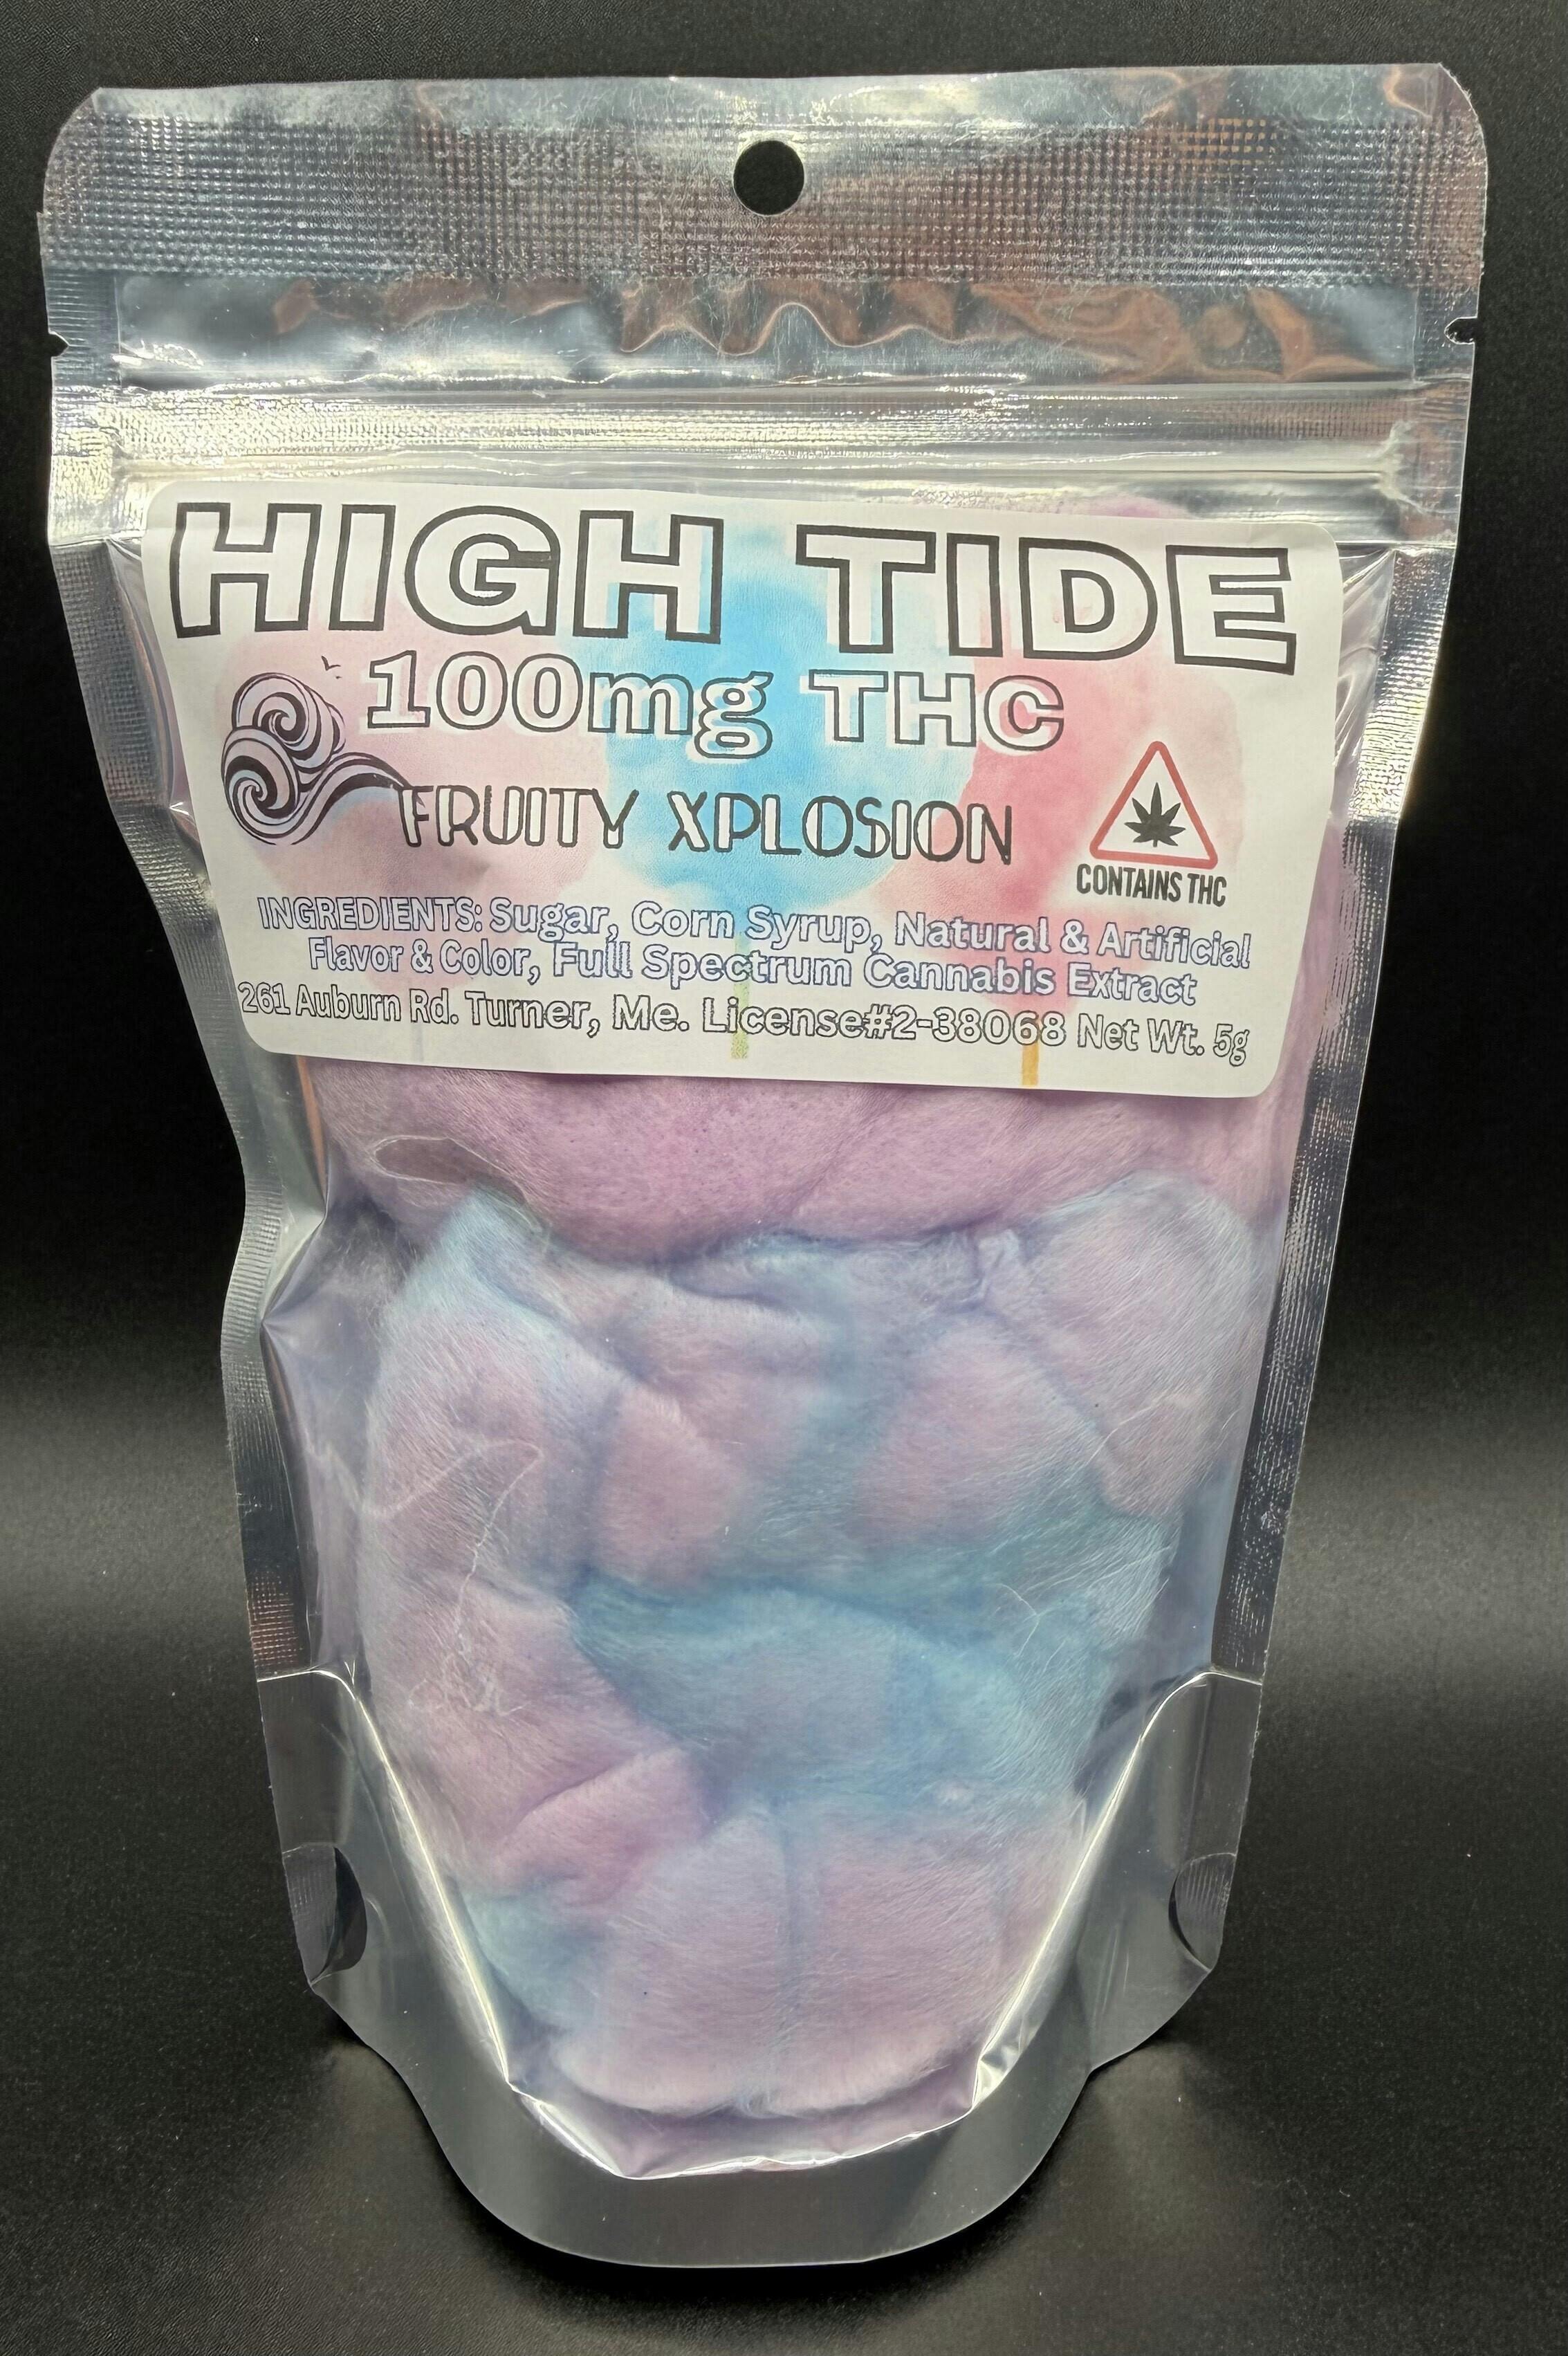 HIGH TIDE
100mg THC
FRUITY XPLOSION
CONTAINS THC
INGREDIENTS: Sugar, Corn Syrup, Natural & Artificial
Flavor & Color, Full Spectrum Cannabis Extract
261 Auburn Rd. Turner, Me. License#2-38068 Net Wt. 5g